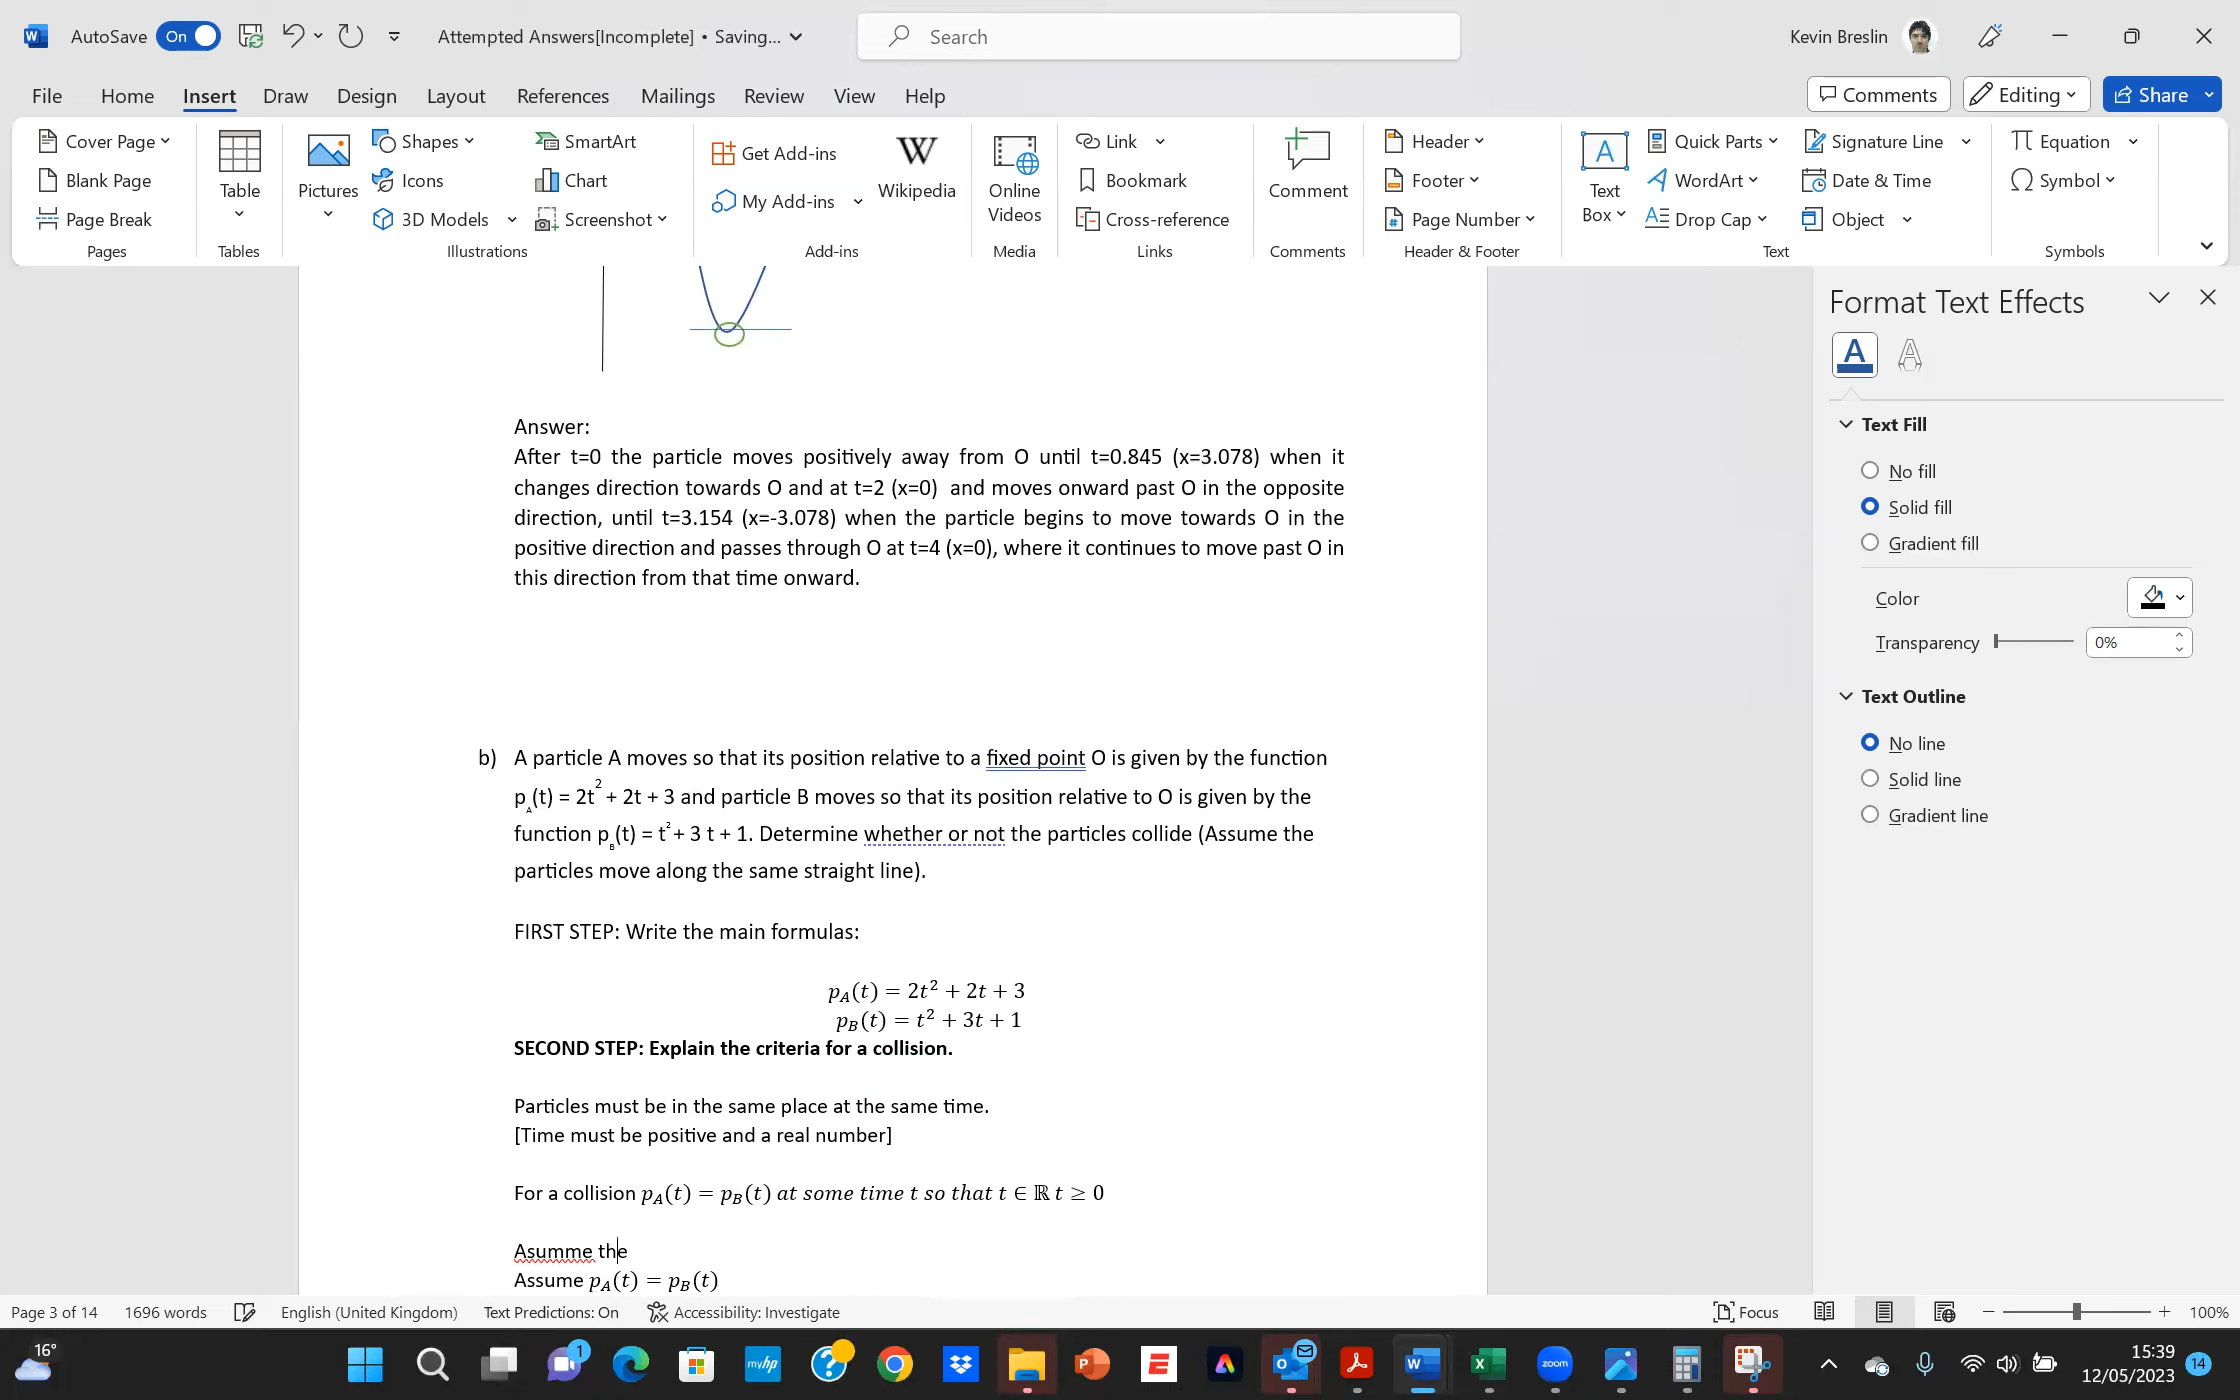 AutoSave On Attempted Answers[Incomplete] • Saving... Search Kevin Breslin
File Home Insert Draw Design Layout References Mailings Review View Help Comments Editing Share
Cover Page
Blank Page
Page Break
Pages
Table
Tables
Pictures
Shapes
Icons
3D Models
SmartArt
Chart
Screenshot
Illustrations
Get Add-ins
My Add-ins
W
Wikipedia
Add-ins
Online
Videos
Media
Link
Bookmark
Cross-reference
Links
Comment
Comments
Header
Footer
Page Number
Header & Footer
Text
Box
Quick Parts
WordArt
Drop Cap
Signature Line
Date & Time
Object
Text
Equation
Symbol
Symbols
Answer:
After t=0 the particle moves positively away from O until t=0.845 (x=3.078) when it
changes direction towards O and at t=2 (x=0) and moves onward past O in the opposite
direction, until t=3.154 (x=-3.078) when the particle begins to move towards O in the
positive direction and passes through O at t=4 (x=0), where it continues to move past O in
this direction from that time onward.
b) A particle A moves so that its position relative to a fixed point O is given by the function
p_A(t) = 2t² + 2t + 3 and particle B moves so that its position relative to O is given by the
function p_B(t) = t² + 3 t + 1. Determine whether or not the particles collide (Assume the
particles move along the same straight line).
FIRST STEP: Write the main formulas:
p_A(t) = 2t² + 2t + 3
p_B(t) = t² + 3t + 1
SECOND STEP: Explain the criteria for a collision.
Particles must be in the same place at the same time.
[Time must be positive and a real number]
For a collision p_A(t) = p_B(t) at some time t so that t ∈ ℝ t ≥ 0
Asumme the
Assume p_A(t) = p_B(t)
Format Text Effects
A A
Text Fill
No fill
Solid fill
Gradient fill
Color
Transparency 0%
Text Outline
No line
Solid line
Gradient line
Page 3 of 14 1696 words English (United Kingdom) Text Predictions: On Accessibility: Investigate Focus 100%
16°
1
myhp
zoom
15:39
12/05/2023
14